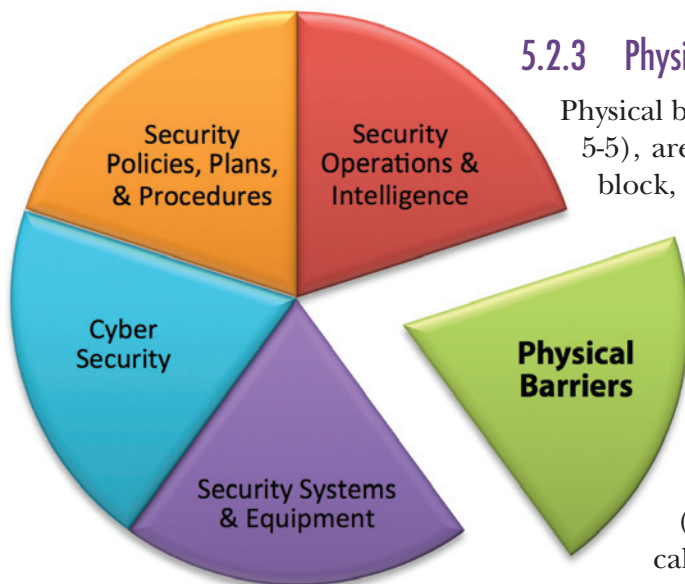 5.2.3 Physi
Physical b
5-5), are
block,
Security
Policies, Plans,
& Procedures
Security
Operations &
Intelligence
Cyber
Security
Physical
Barriers
Security Systems
& Equipment
(
cal